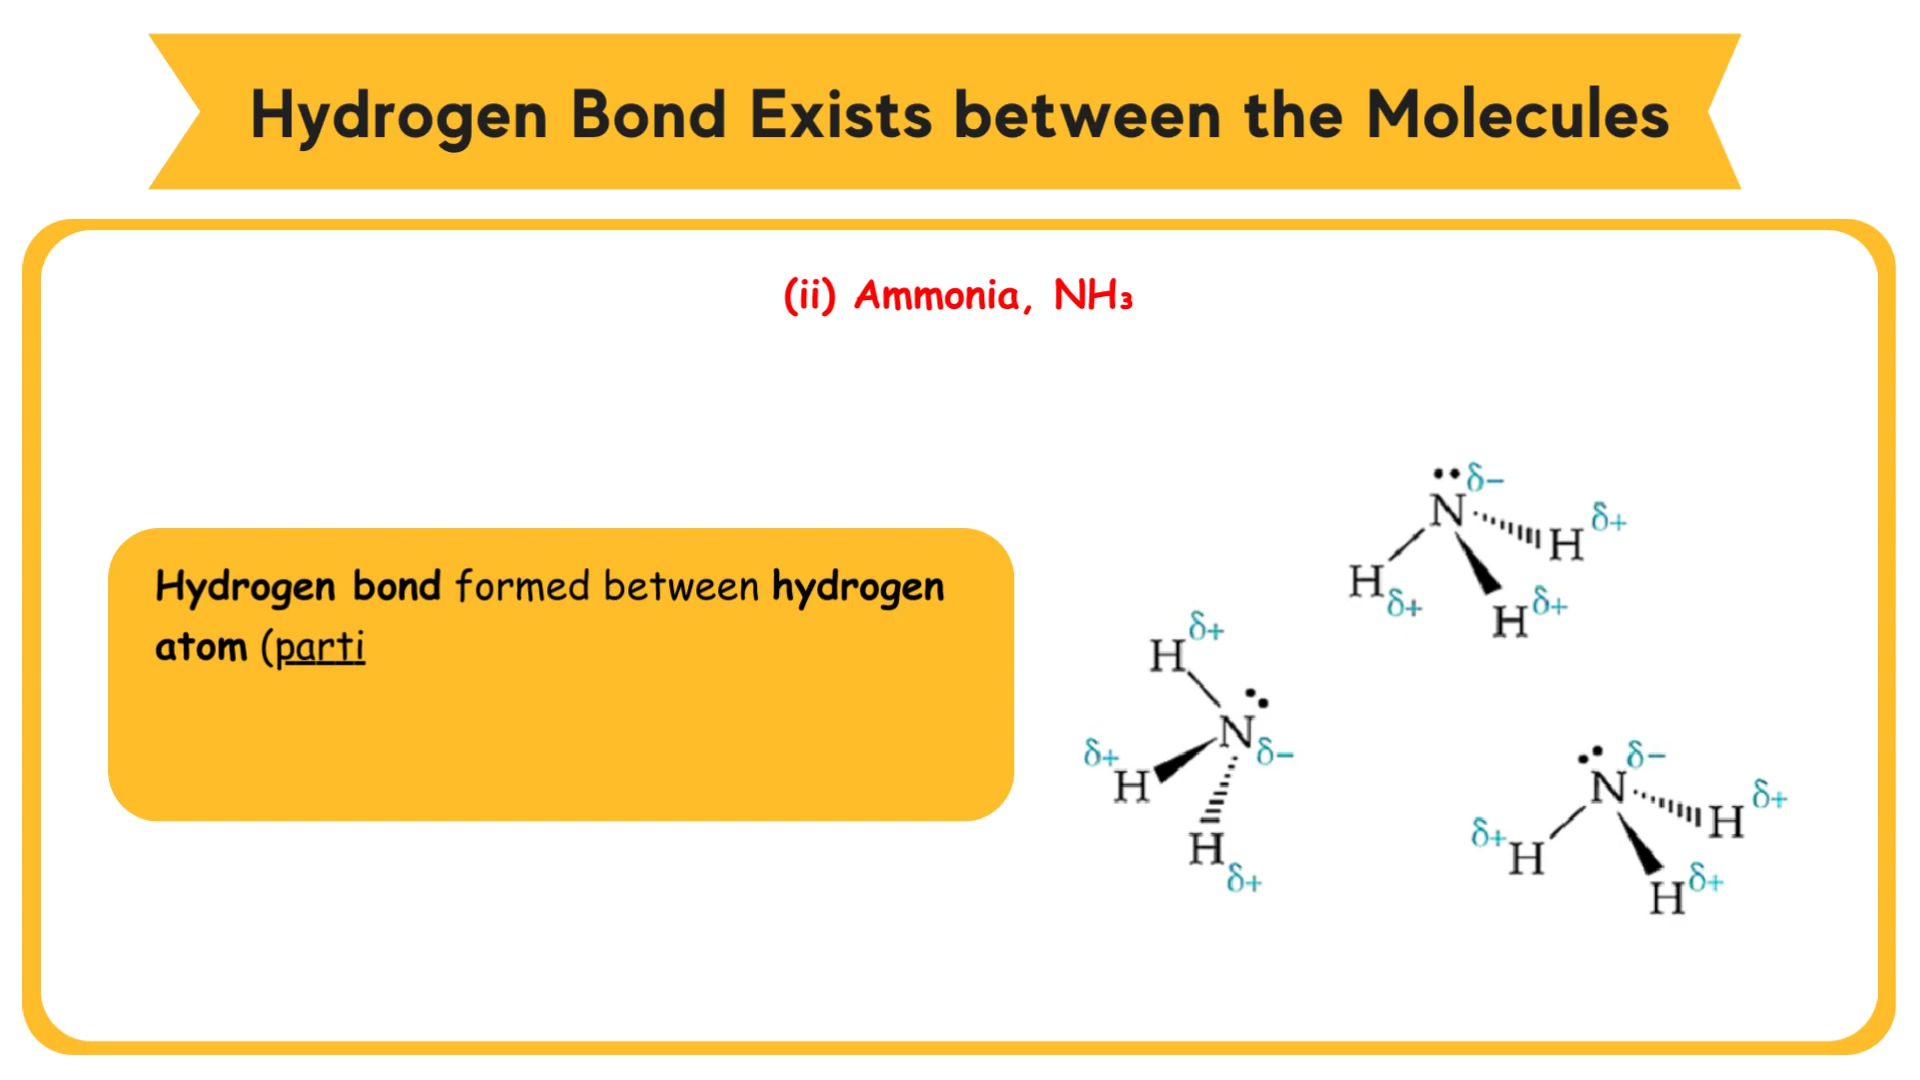 Hydrogen Bond Exists between the Molecules
(ii) Ammonia, NH₃
Hydrogen bond formed between hydrogen
atom (parti
δ-
N
H δ+
H δ+
H δ+
H δ+
N δ-
δ+ H
H δ+
δ-
N
H δ+
δ+ H
H δ+